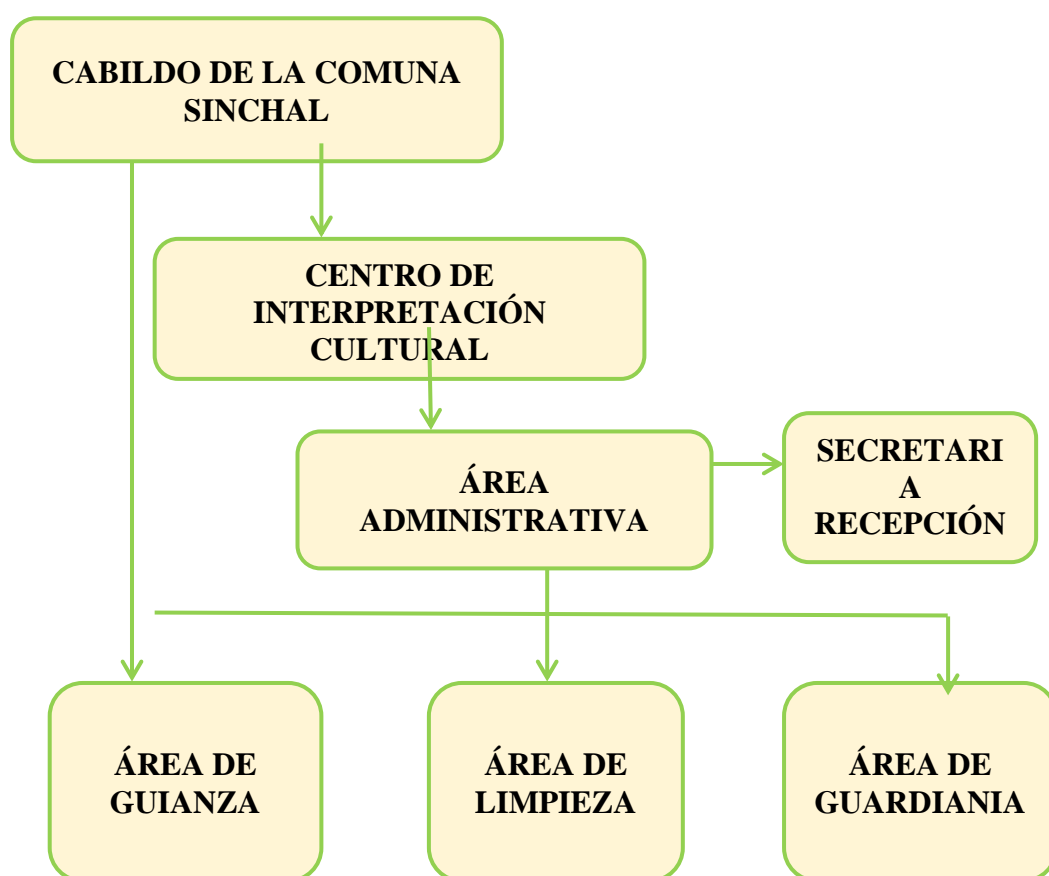 CABILDO DE LA COMUNA
SINCHAL
CENTRO DE
INTERPRETACIÓN
CULTURAL
ÁREA
ADMINISTRATIVA
SECRETARI
A
RECEPCIÓN
ÁREA DE
GUIANZA
ÁREA DE
LIMPIEZA
ÁREA DE
GUARDIANIA